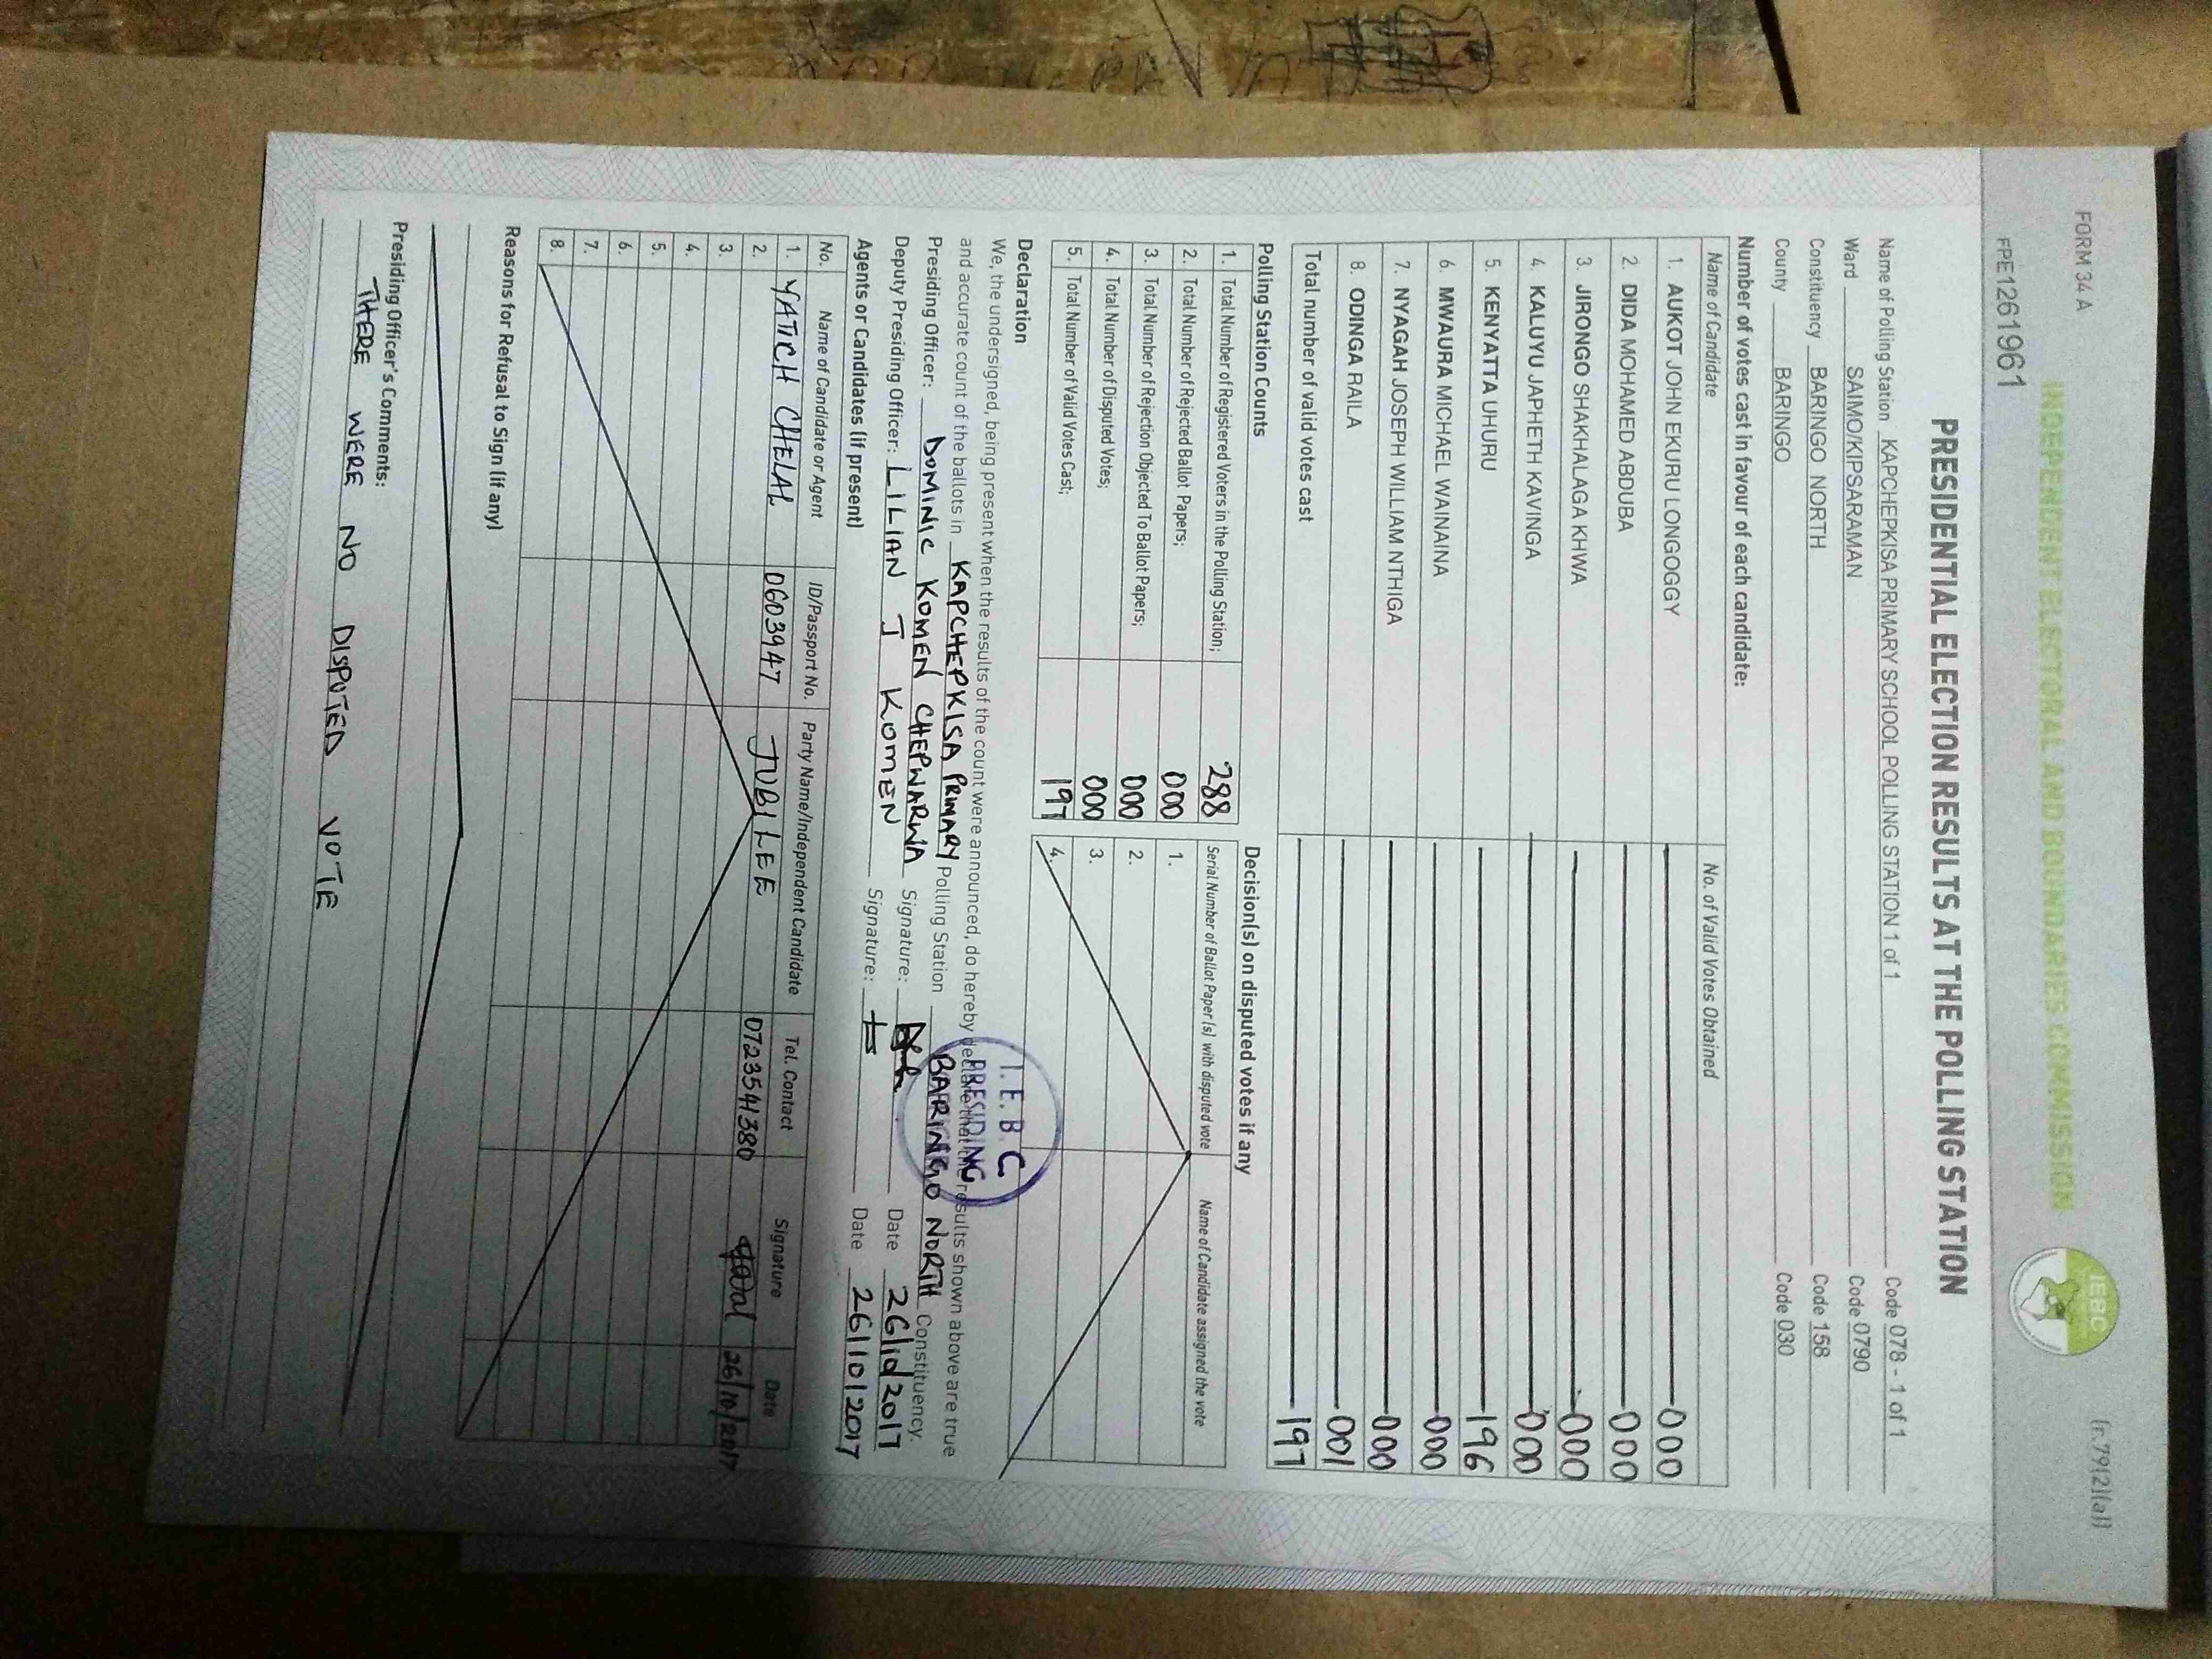 FORM 34 A
(r.79(2)(a))
INDEPENDENT ELECTORAL AND BOUNDARIES COMMISSION
IEBC
FPE1261961
PRESIDENTIAL ELECTION RESULTS AT THE POLLING STATION
Name of Polling Station KAPCHEPKISA PRIMARY SCHOOL POLLING STATION 1 of 1 Code 078 - 1 of 1
Ward SAIMO/KIPSARAMAN Code 0790
Constituency BARINGO NORTH Code 158
County BARINGO Code 030
Number of votes cast in favour of each candidate:
Name of Candidate No. of Valid Votes Obtained
1. AUKOT JOHN EKURU LONGOGGY 000
2. DIDA MOHAMED ABDUBA 000
3. JIRONGO SHAKHALAGA KHWA 000
4. KALUYU JAPHETH KAVINGA 000
5. KENYATTA UHURU 196
6. MWAURA MICHAEL WAINAINA 000
7. NYAGAH JOSEPH WILLIAM NTHIGA 000
8. ODINGA RAILA 001
Total number of valid votes cast 197
Polling Station Counts
1. Total Number of Registered Voters in the Polling Station; 288
2. Total Number of Rejected Ballot Papers; 000
3. Total Number of Rejection Objected To Ballot Papers; 000
4. Total Number of Disputed Votes; 000
5. Total Number of Valid Votes Cast; 197
Decision(s) on disputed votes if any
Serial Number of Ballot Paper (s) with disputed vote Name of Candidate assigned the vote
1.
2.
3.
4.
Declaration
We, the undersigned, being present when the results of the count were announced, do hereby declare that the results shown above are true
and accurate count of the ballots in KAPCHEPKISA PRIMARY Polling Station BARINGO NORTH Constituency.
I.E.B.C
PRESIDING
Presiding Officer: DOMINIC KOMEN CHEPWARWA Signature: Date 26/10/2017
Deputy Presiding Officer: LILIAN J KOMEN Signature: Date 26/10/2017
Agents or Candidates (if present)
No. Name of Candidate or Agent ID/Passport No. Party Name/Independent Candidate Tel. Contact Signature Date
1. YATICH CHELAL 0603947 JUBILEE 0723541380 26/10/2017
2.
3.
4.
5.
6.
7.
8.
Reasons for Refusal to Sign (if any)
Presiding Officer's Comments:
THERE WERE NO DISPUTED VOTE